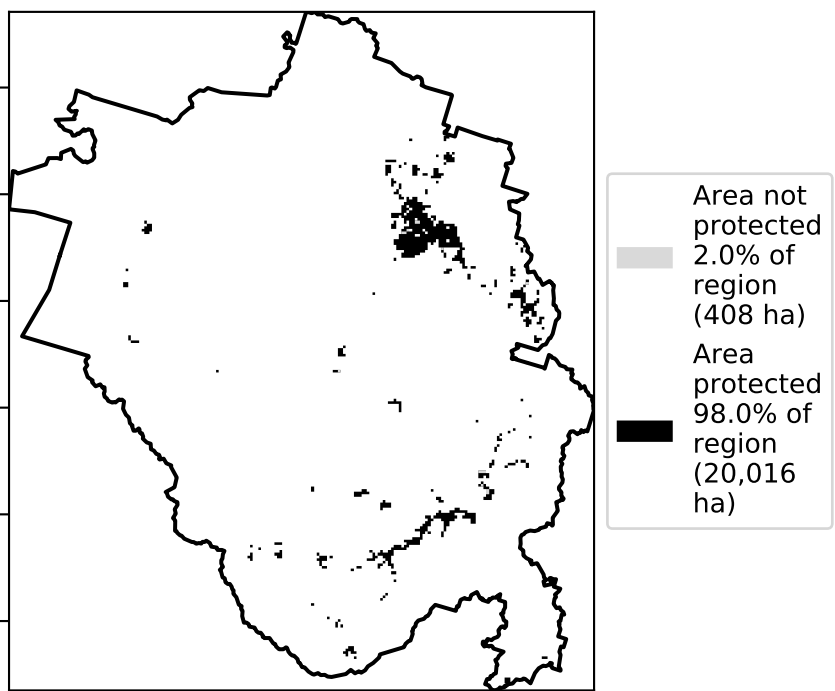 Area not
protected
2.0% of
region
(408 ha)
Area
protected
98.0% of
region
(20,016
ha)